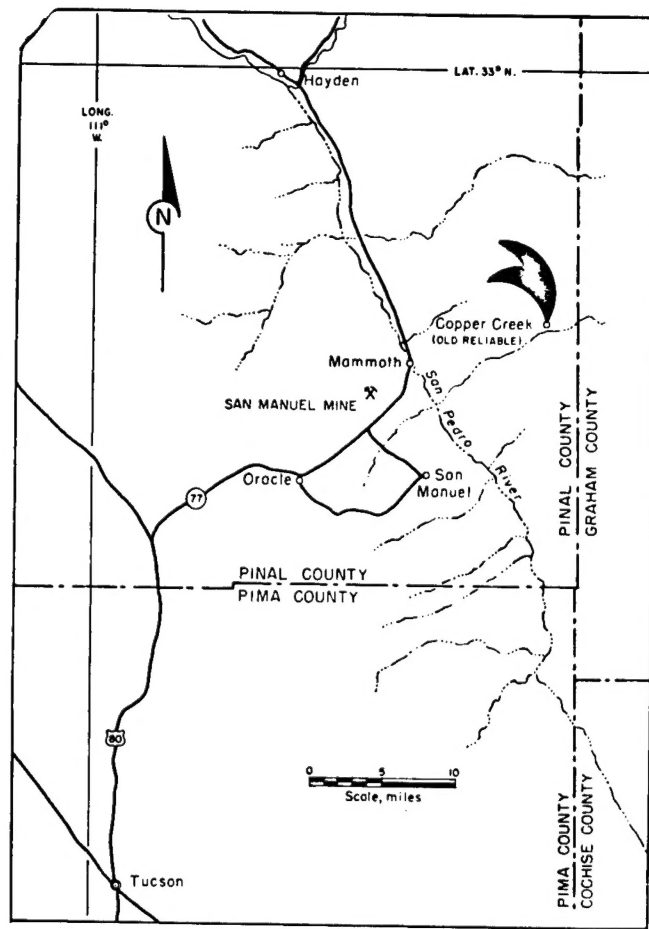 Hayden
LAT. 33° N.
LONG.
111°
W.
N
Copper Creek
(OLD RELIABLE)
Mammoth
SAN MANUEL MINE
San Pedro River
Oracle
San
Manuel
77
PINAL COUNTY
GRAHAM COUNTY
PINAL COUNTY
PIMA COUNTY
80
0 5 10
Scale, miles
PIMA COUNTY
COCHISE COUNTY
Tucson